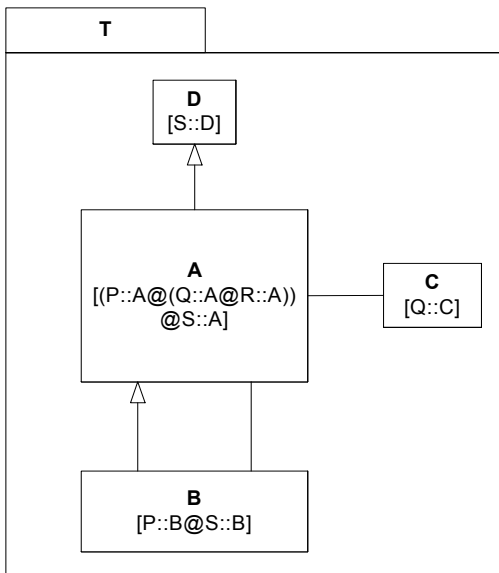 T
D
[S::D]
A
[(P::A@(Q::A@R::A))
@S::A]
C
[Q::C]
B
[P::B@S::B]